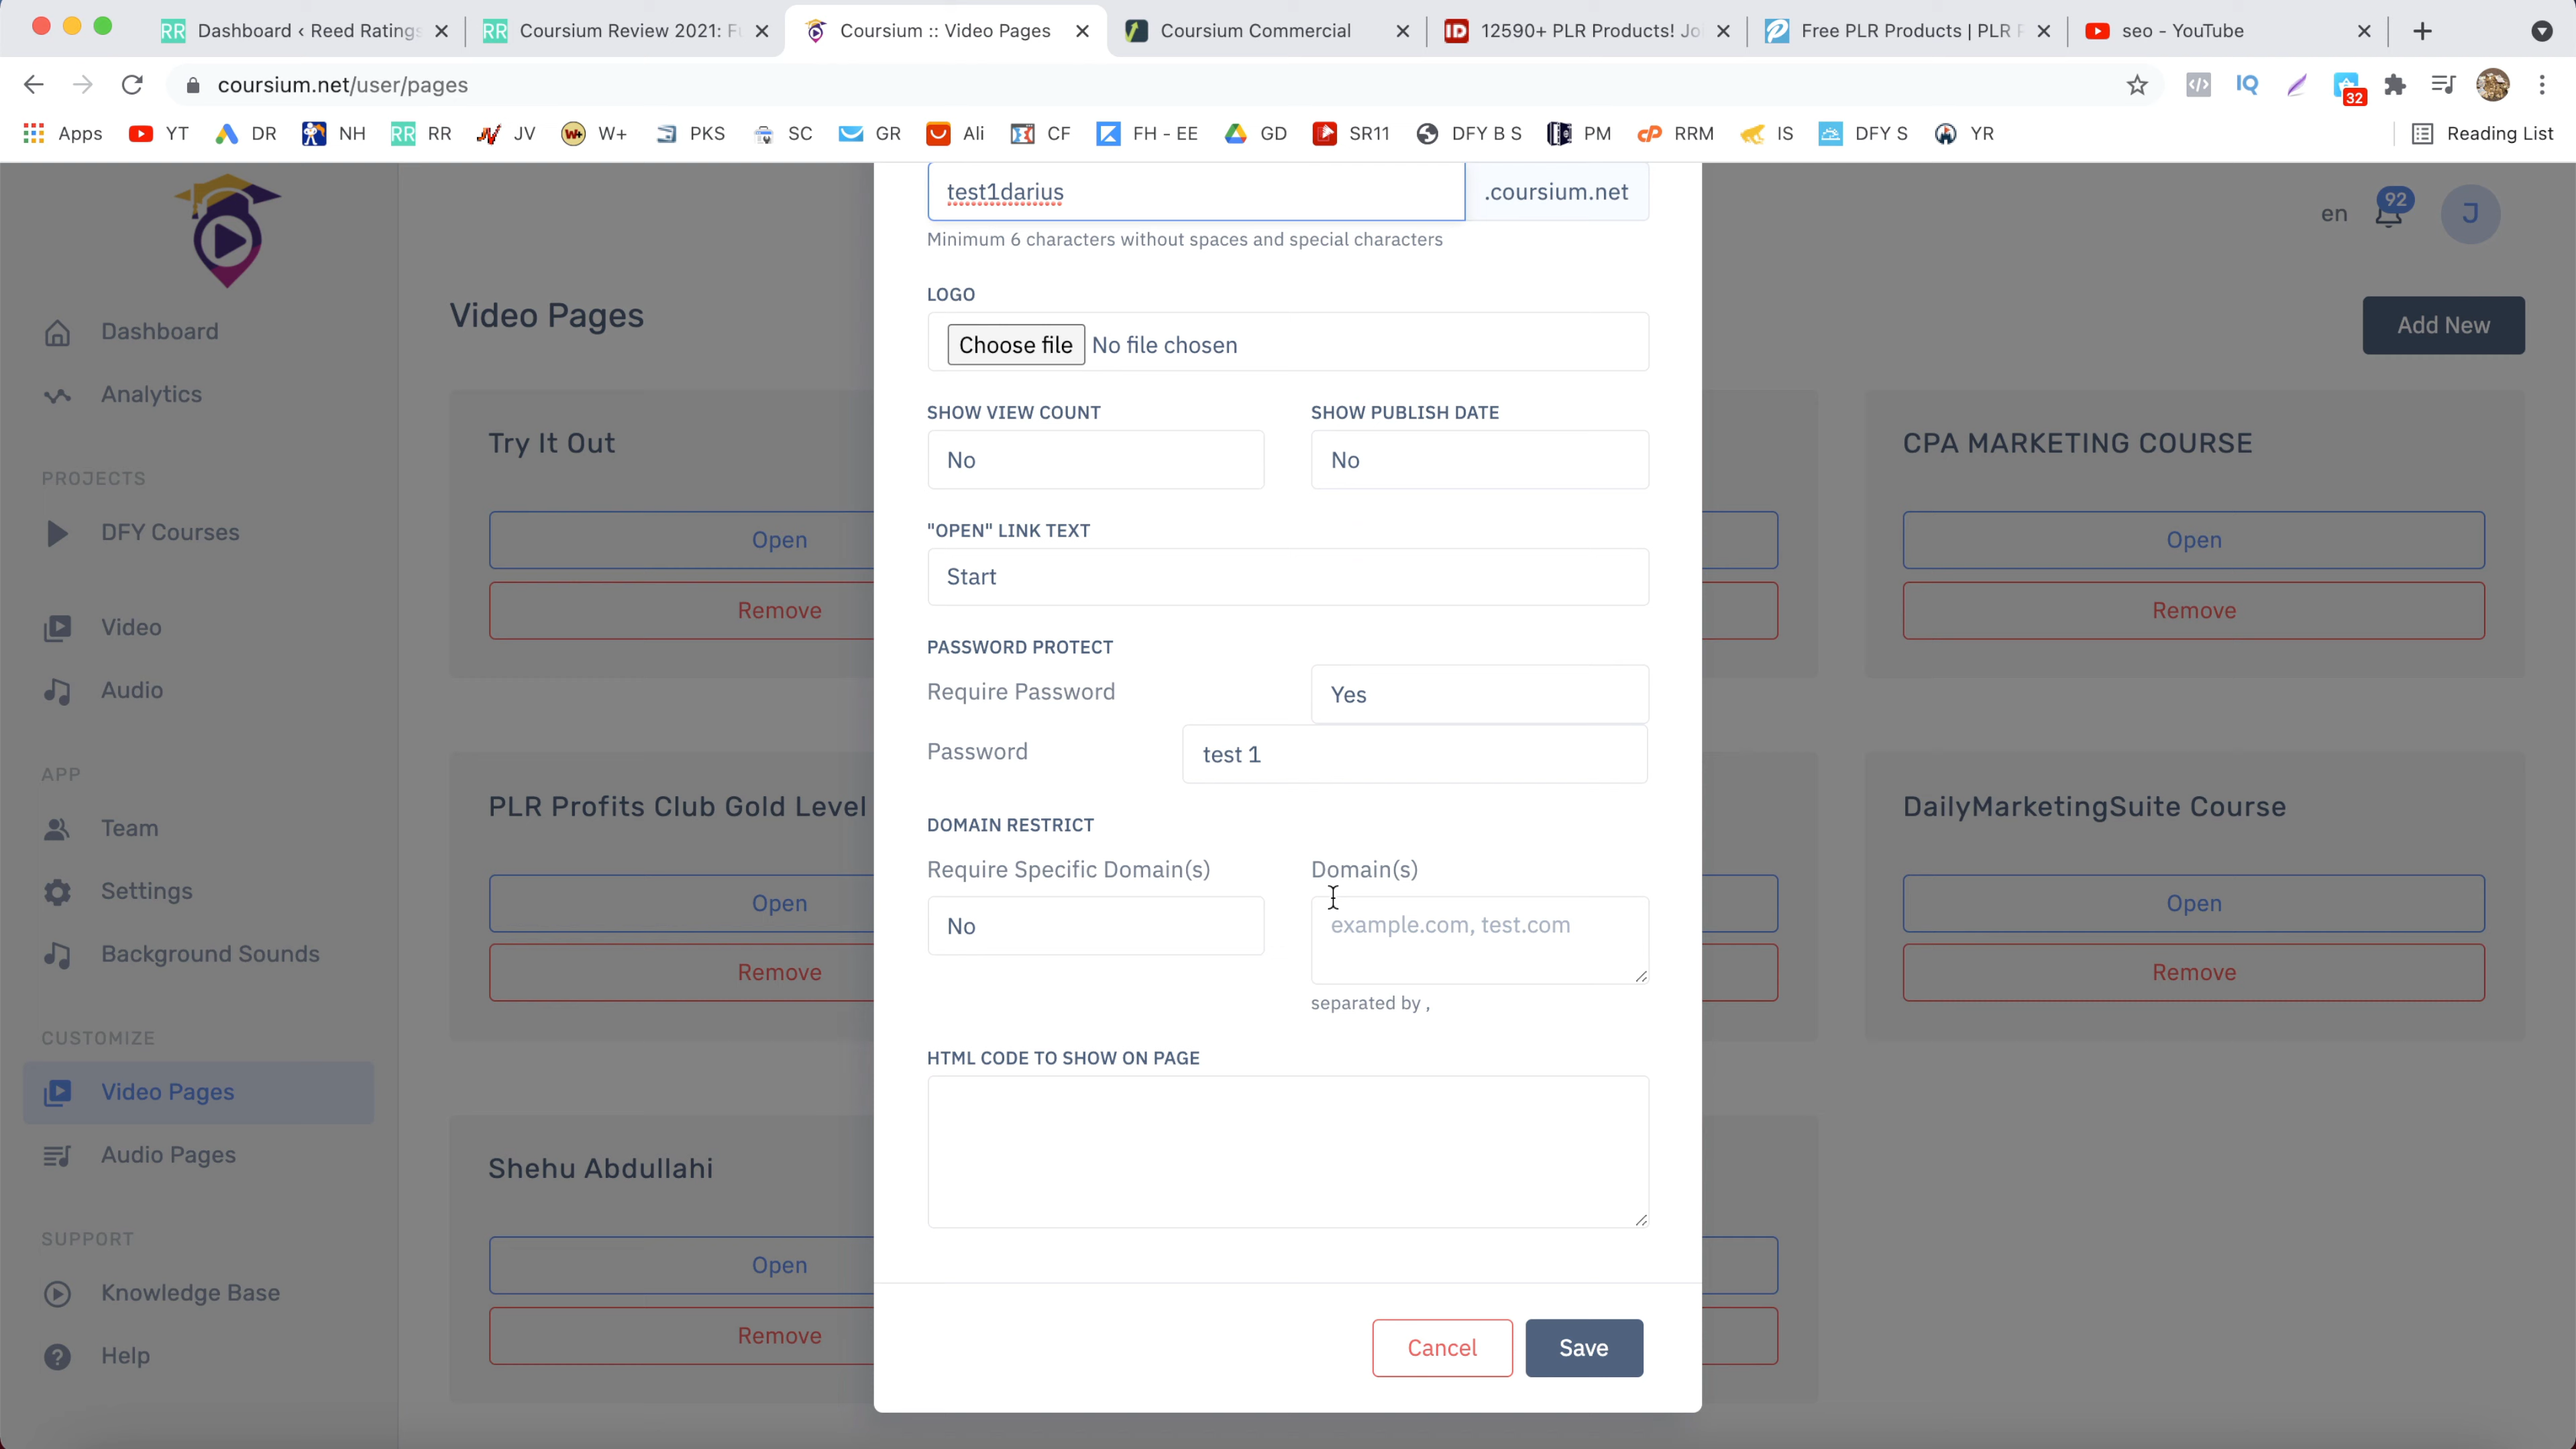 Dashboard ‹ Reed Ratings
Coursium Review 2021: Fu
Coursium :: Video Pages
Coursium Commercial
12590+ PLR Products! Joi
Free PLR Products | PLR P
seo - YouTube
coursium.net/user/pages
32
Apps
YT
DR
NH
RR
JV
W+
PKS
SC
GR
Ali
CF
FH - EE
GD
SR11
DFY B S
PM
RRM
IS
DFY S
YR
Reading List
Dashboard
Analytics
PROJECTS
DFY Courses
Video
Audio
APP
Team
Settings
Background Sounds
CUSTOMIZE
Video Pages
Audio Pages
SUPPORT
Knowledge Base
Help
en
92
J
Video Pages
Add New
Try It Out
Open
Remove
CPA MARKETING COURSE
Open
Remove
PLR Profits Club Gold Level
Open
Remove
DailyMarketingSuite Course
Open
Remove
Shehu Abdullahi
Open
Remove
test1darius
.coursium.net
Minimum 6 characters without spaces and special characters
LOGO
Choose file No file chosen
SHOW VIEW COUNT
SHOW PUBLISH DATE
No
No
"OPEN" LINK TEXT
Start
PASSWORD PROTECT
Require Password
Yes
Password
test 1
DOMAIN RESTRICT
Require Specific Domain(s)
Domain(s)
No
example.com, test.com
separated by ,
HTML CODE TO SHOW ON PAGE
Cancel
Save